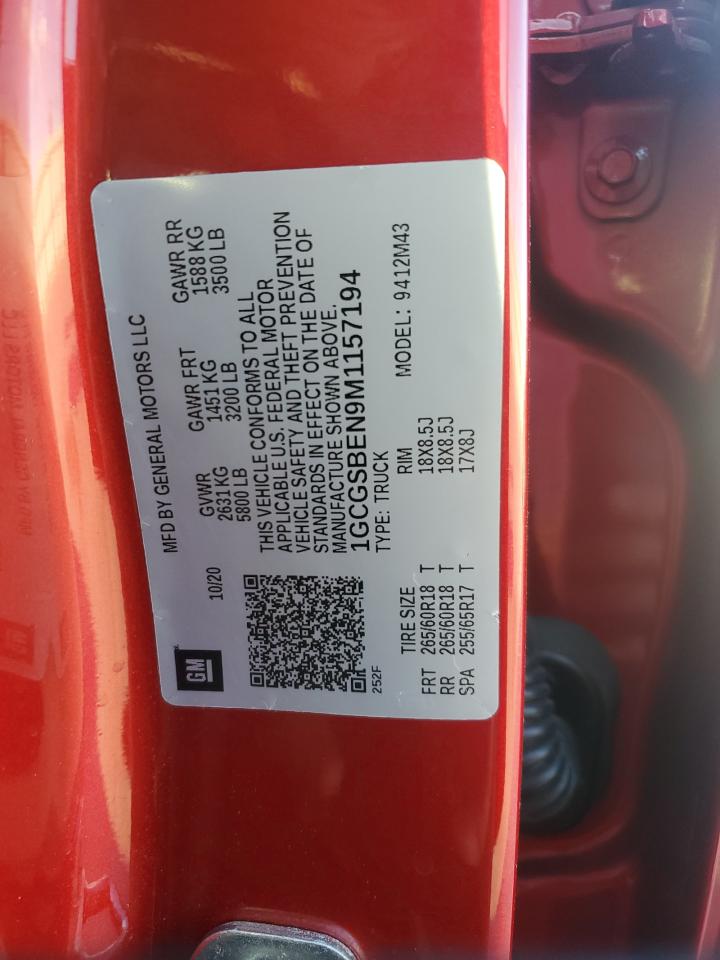 GM
MFD BY GENERAL MOTORS LLC
10/20
GVWR GAWR FRT GAWR RR
2631 KG 1451 KG 1588 KG
5800 LB 3200 LB 3500 LB
THIS VEHICLE CONFORMS TO ALL
APPLICABLE U.S. FEDERAL MOTOR
VEHICLE SAFETY AND THEFT PREVENTION
STANDARDS IN EFFECT ON THE DATE OF
MANUFACTURE SHOWN ABOVE.
1GCGSBEN9M1157194
252F
TYPE: TRUCK MODEL: 9412M43
TIRE SIZE RIM
FRT 265/60R18 T 18X8.5J
RR 265/60R18 T 18X8.5J
SPA 255/65R17 T 17X8J